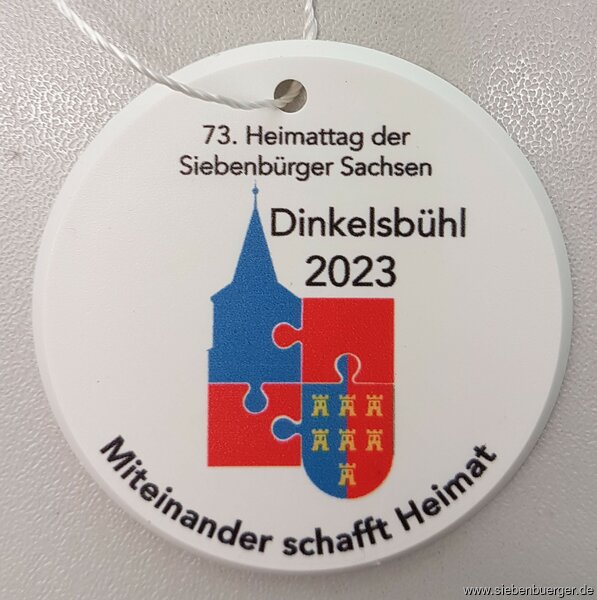 73. Heimattag der
Siebenbürger Sachsen
Dinkelsbühl
2023
Miteinander schafft Heimat
www.siebenbuerger.de